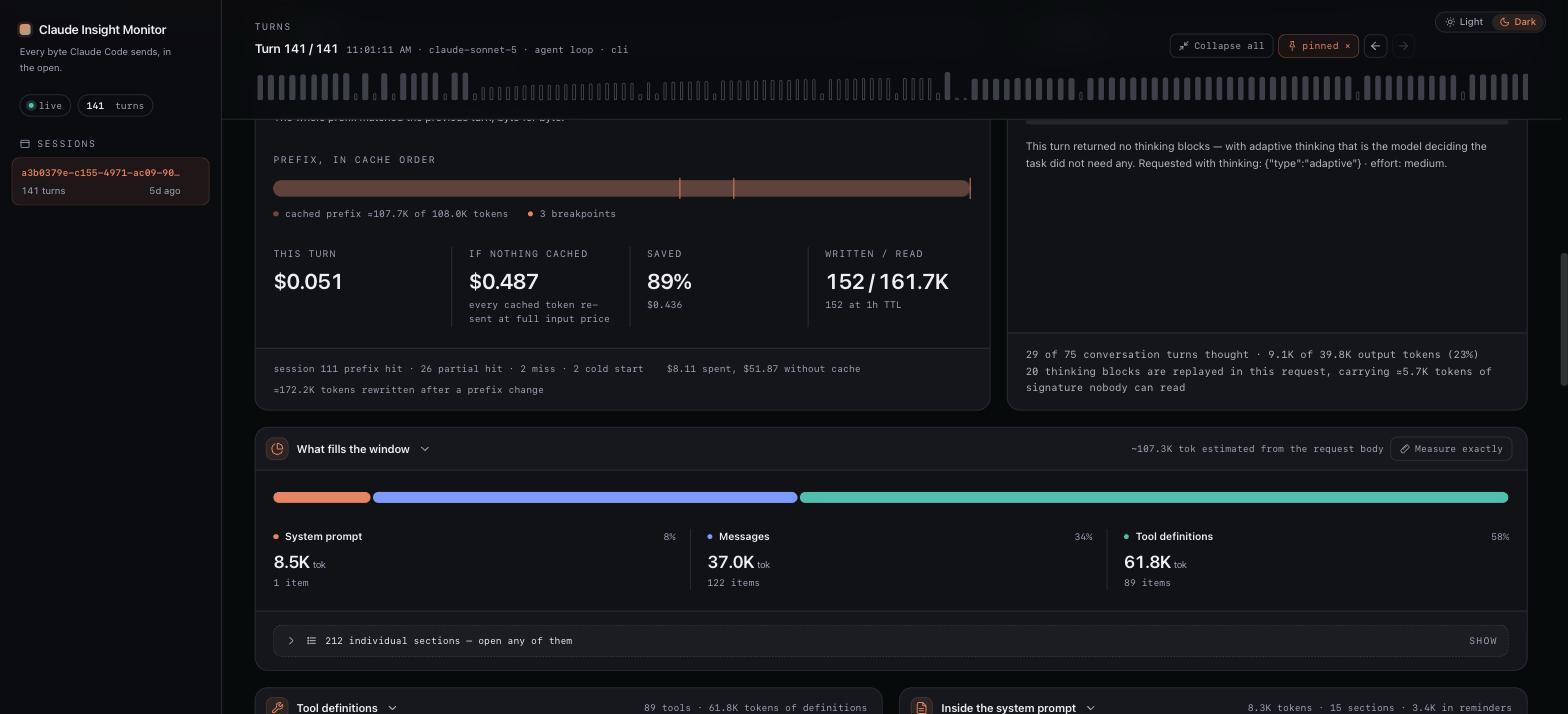 Claude Insight Monitor
Every byte Claude Code sends, in
the open.
live
141 turns
SESSIONS
a3b0379e-c155-4971-ac09-90…
141 turns 5d ago
TURNS
Light Dark
Turn 141 / 141 11:01:11 AM · claude-sonnet-5 · agent loop · cli
Collapse all pinned ×
PREFIX, IN CACHE ORDER
cached prefix ≈107.7K of 108.0K tokens 3 breakpoints
THIS TURN
$0.051
IF NOTHING CACHED
$0.487
every cached token re-
sent at full input price
SAVED
89%
$0.436
WRITTEN / READ
152 / 161.7K
152 at 1h TTL
session 111 prefix hit · 26 partial hit · 2 miss · 2 cold start $8.11 spent, $51.87 without cache
≈172.2K tokens rewritten after a prefix change
This turn returned no thinking blocks — with adaptive thinking that is the model deciding the
task did not need any. Requested with thinking: {"type":"adaptive"} · effort: medium.
29 of 75 conversation turns thought · 9.1K of 39.8K output tokens (23%)
20 thinking blocks are replayed in this request, carrying ≈5.7K tokens of
signature nobody can read
What fills the window
~107.3K tok estimated from the request body Measure exactly
System prompt 8%
8.5K tok
1 item
Messages 34%
37.0K tok
122 items
Tool definitions 58%
61.8K tok
89 items
212 individual sections — open any of them SHOW
Tool definitions 89 tools · 61.8K tokens of definitions
Inside the system prompt 8.3K tokens · 15 sections · 3.4K in reminders